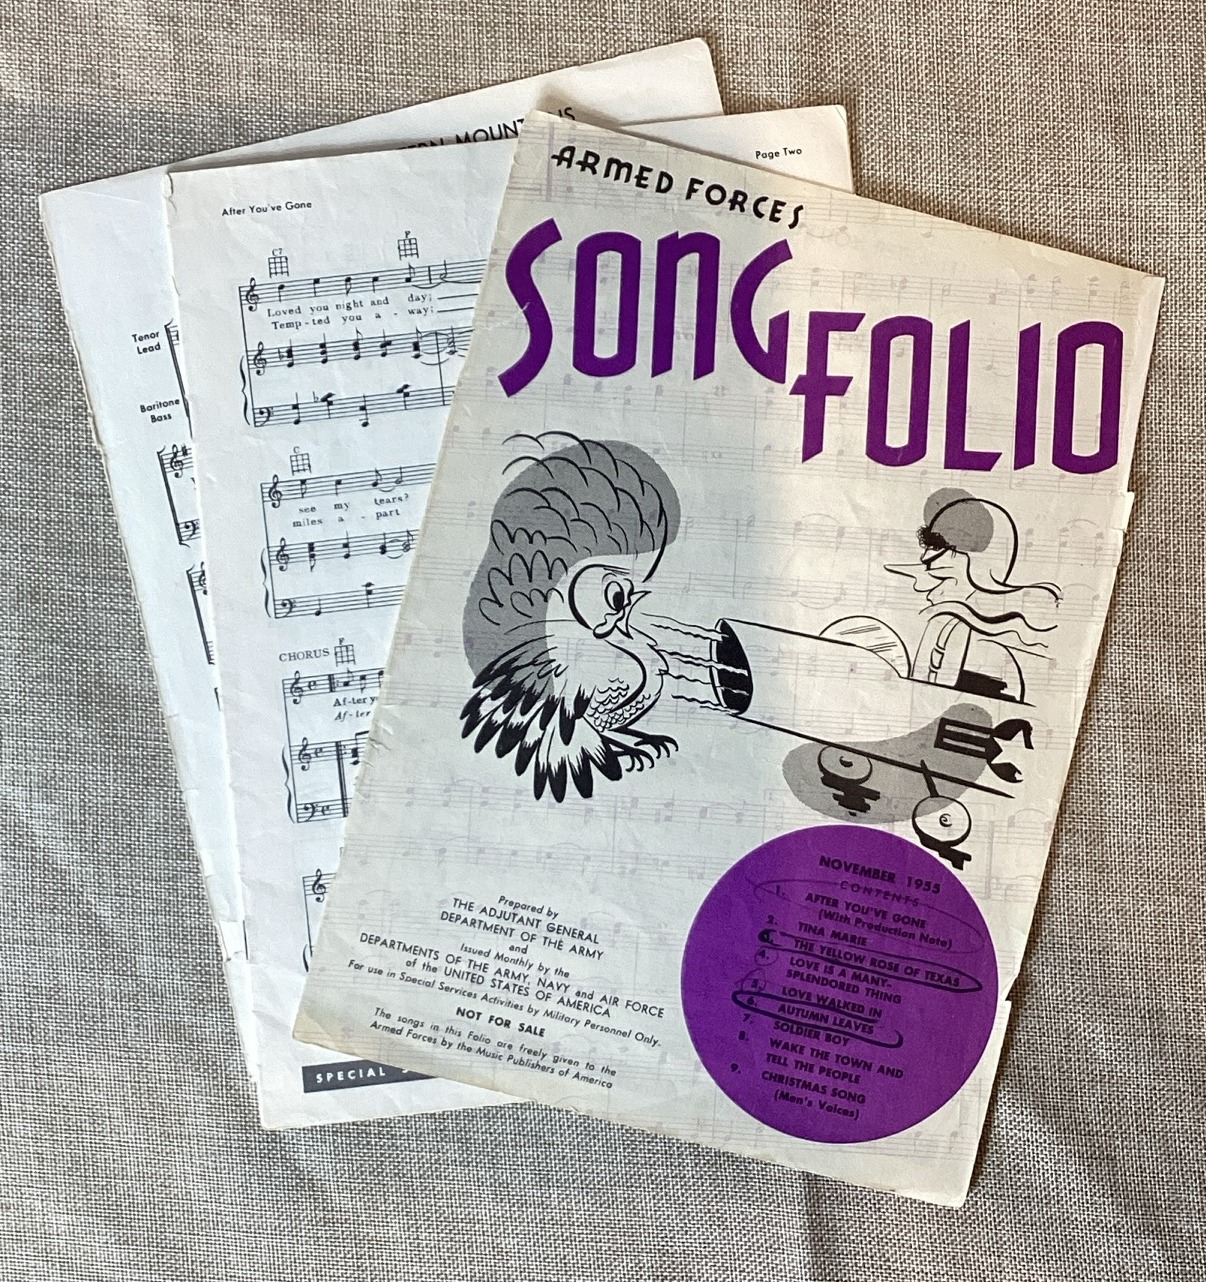 MOUNT
Page Two
Tenor
Lead
Baritone
Bass
After You've Gone
C7
F
Loved you night and day;
Temp-ted you a - way;
C
see my tears?
miles a - part
CHORUS
F
Af-ter y
Af-ter
SPECIAL
ARMED FORCES
SONG
FOLIO
Prepared by
THE ADJUTANT GENERAL
DEPARTMENT OF THE ARMY
and
Issued Monthly by the
DEPARTMENTS OF THE ARMY, NAVY and AIR FORCE
of the UNITED STATES OF AMERICA
For use in Special Services Activities by Military Personnel Only.
NOT FOR SALE
The songs in this Folio are freely given to the
Armed Forces by the Music Publishers of America
NOVEMBER 1955
CONTENTS
1. AFTER YOU'VE GONE
(With Production Note)
2. TINA MARIE
3. THE YELLOW ROSE OF TEXAS
4. LOVE IS A MANY-
SPLENDORED THING
5. LOVE WALKED IN
6. AUTUMN LEAVES
7. SOLDIER BOY
8. WAKE THE TOWN AND
TELL THE PEOPLE
9. CHRISTMAS SONG
(Men's Voices)